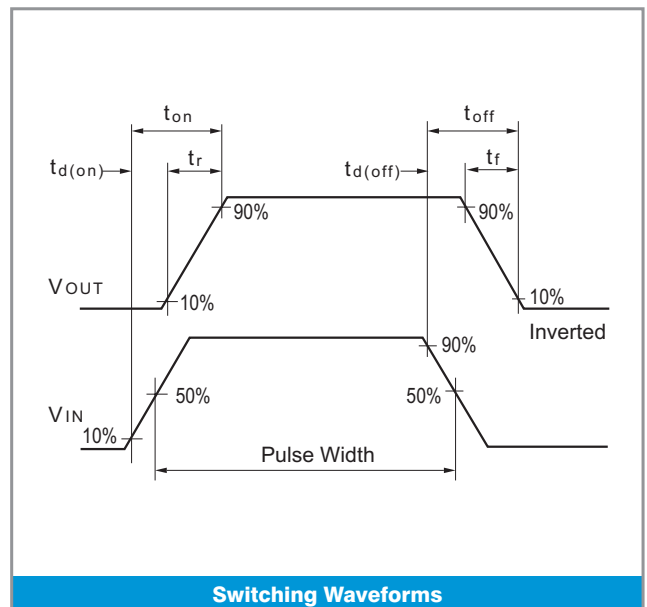 ton
toff
td(on)
tr
td(off)
tf
90%
90%
VOUT
10%
10%
Inverted
90%
50%
50%
VIN
10%
Pulse Width
Switching Waveforms